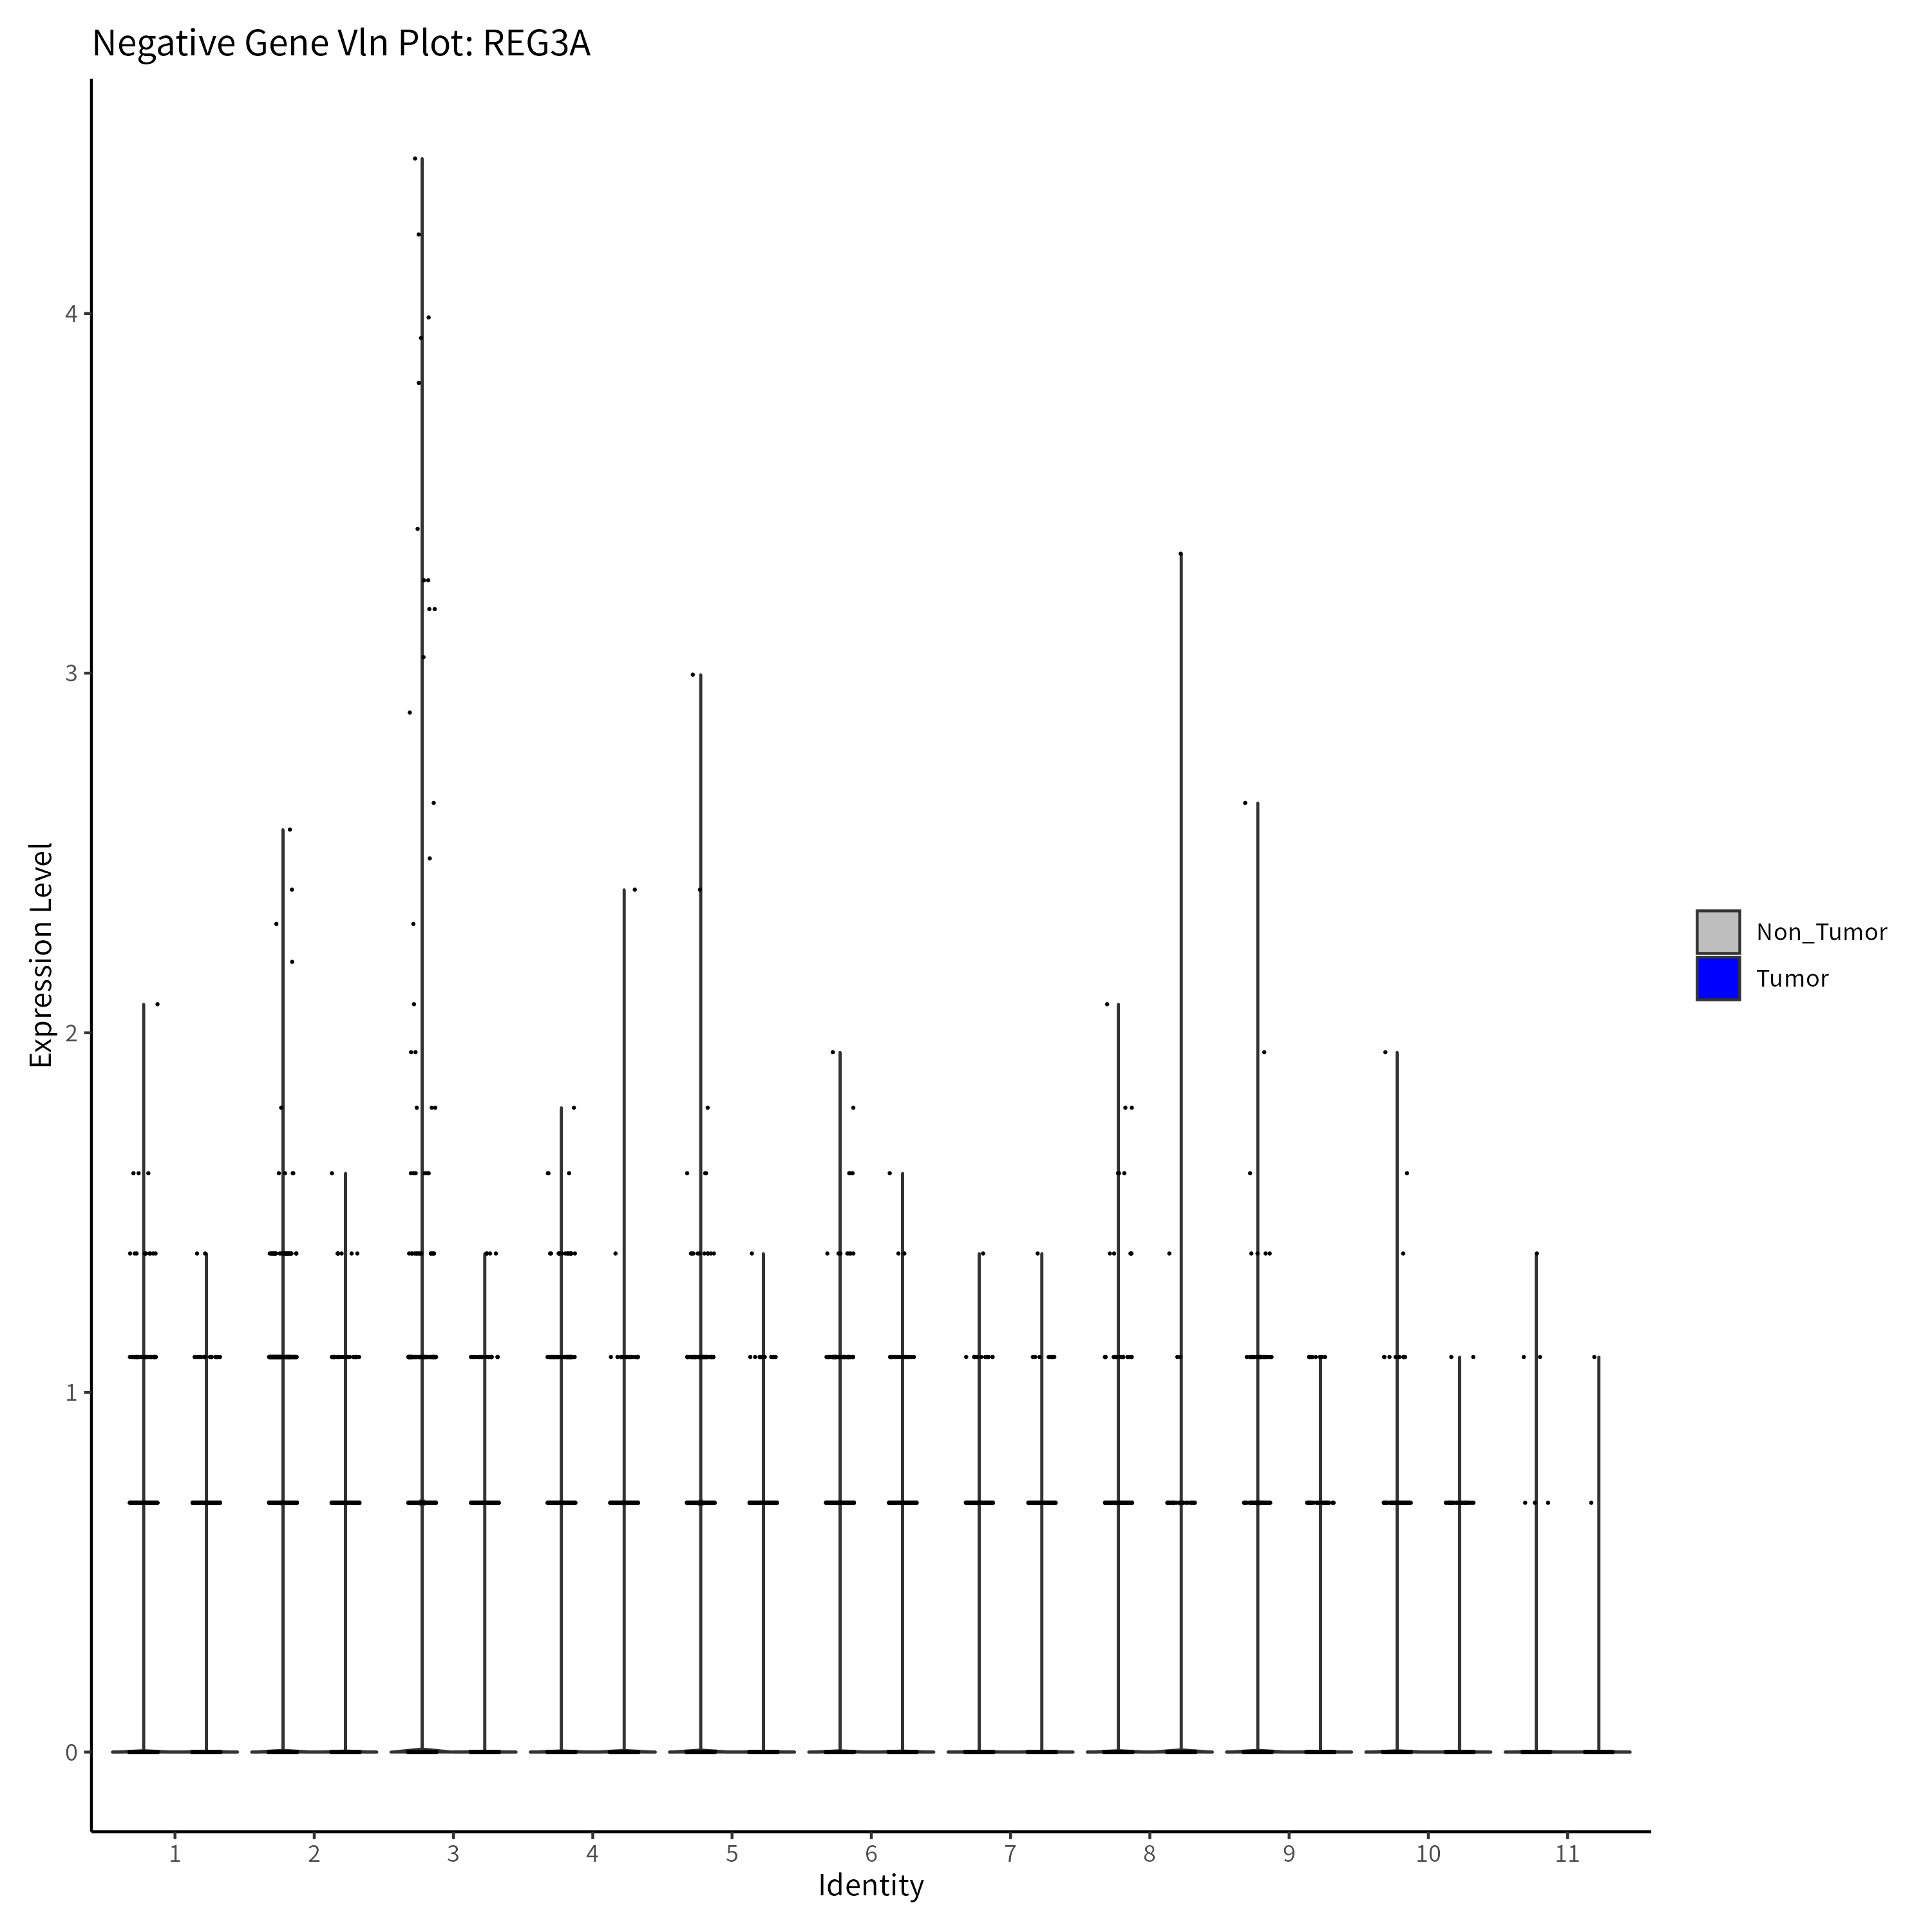 Negative Gene Vln Plot: REG3A
Expression Level
4
3
2
1
0
1 2 3 4 5 6 7 8 9 10 11
Identity
Non_Tumor
Tumor